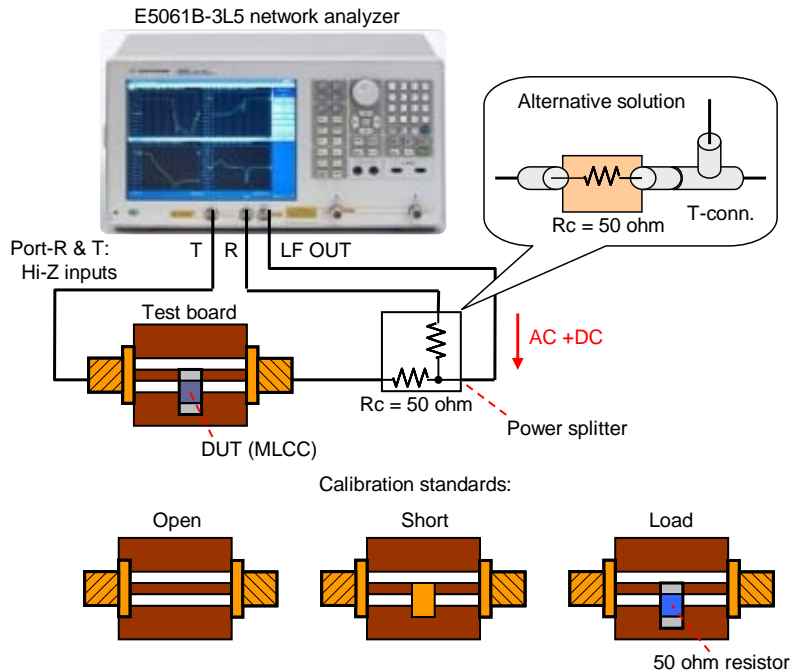 E5061B-3L5 network analyzer
Alternative solution
Rc = 50 ohm
T-conn.
Port-R & T:
Hi-Z inputs
T
R
LF OUT
Test board
AC +DC
Rc = 50 ohm
Power splitter
DUT (MLCC)
Calibration standards:
Open
Short
Load
50 ohm resistor